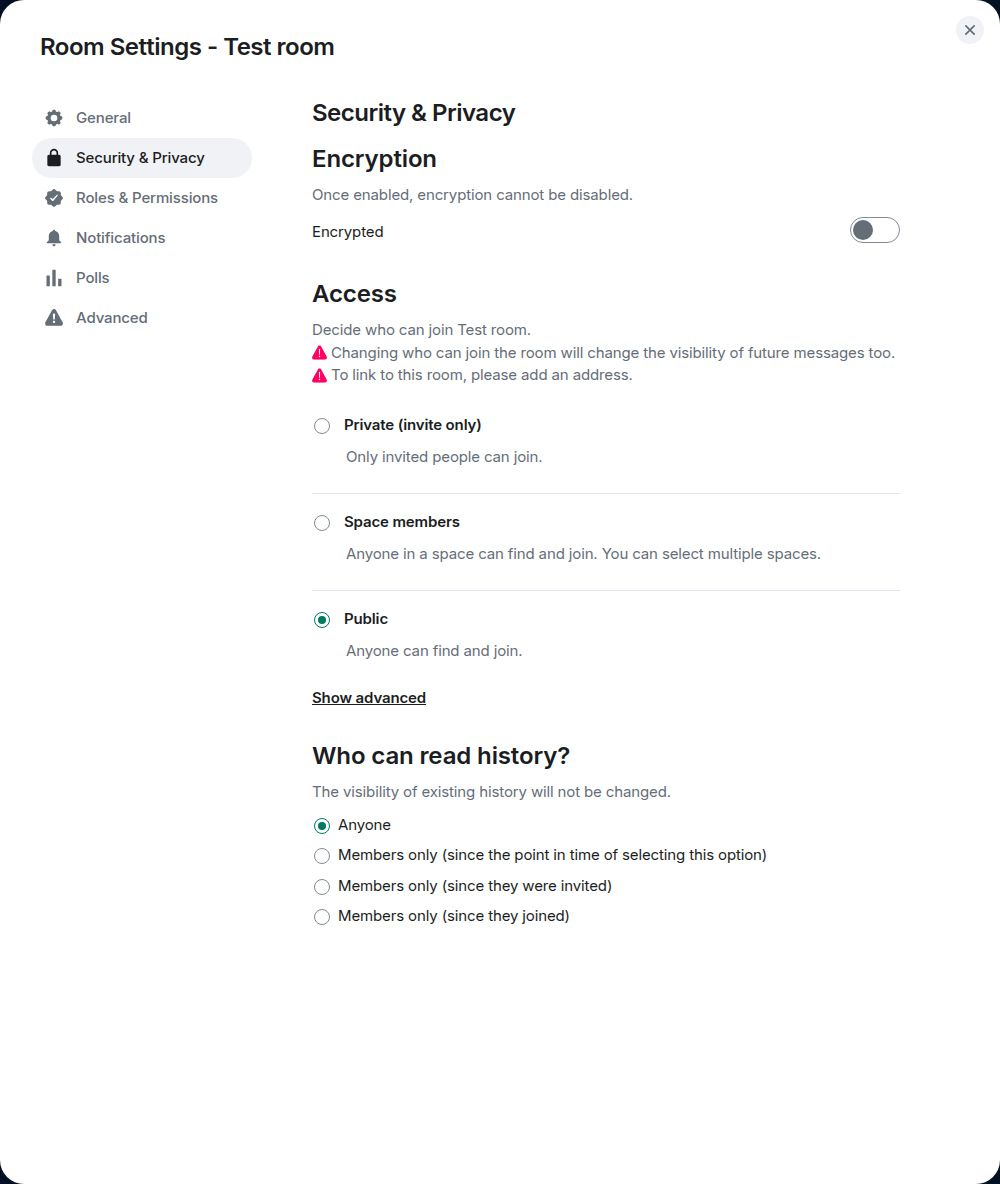 Room Settings - Test room
General
Security & Privacy
Roles & Permissions
Notifications
Polls
Advanced
Security & Privacy
Encryption
Once enabled, encryption cannot be disabled.
Encrypted
Access
Decide who can join Test room.
Changing who can join the room will change the visibility of future messages too.
To link to this room, please add an address.
Private (invite only)
Only invited people can join.
Space members
Anyone in a space can find and join. You can select multiple spaces.
Public
Anyone can find and join.
Show advanced
Who can read history?
The visibility of existing history will not be changed.
Anyone
Members only (since the point in time of selecting this option)
Members only (since they were invited)
Members only (since they joined)